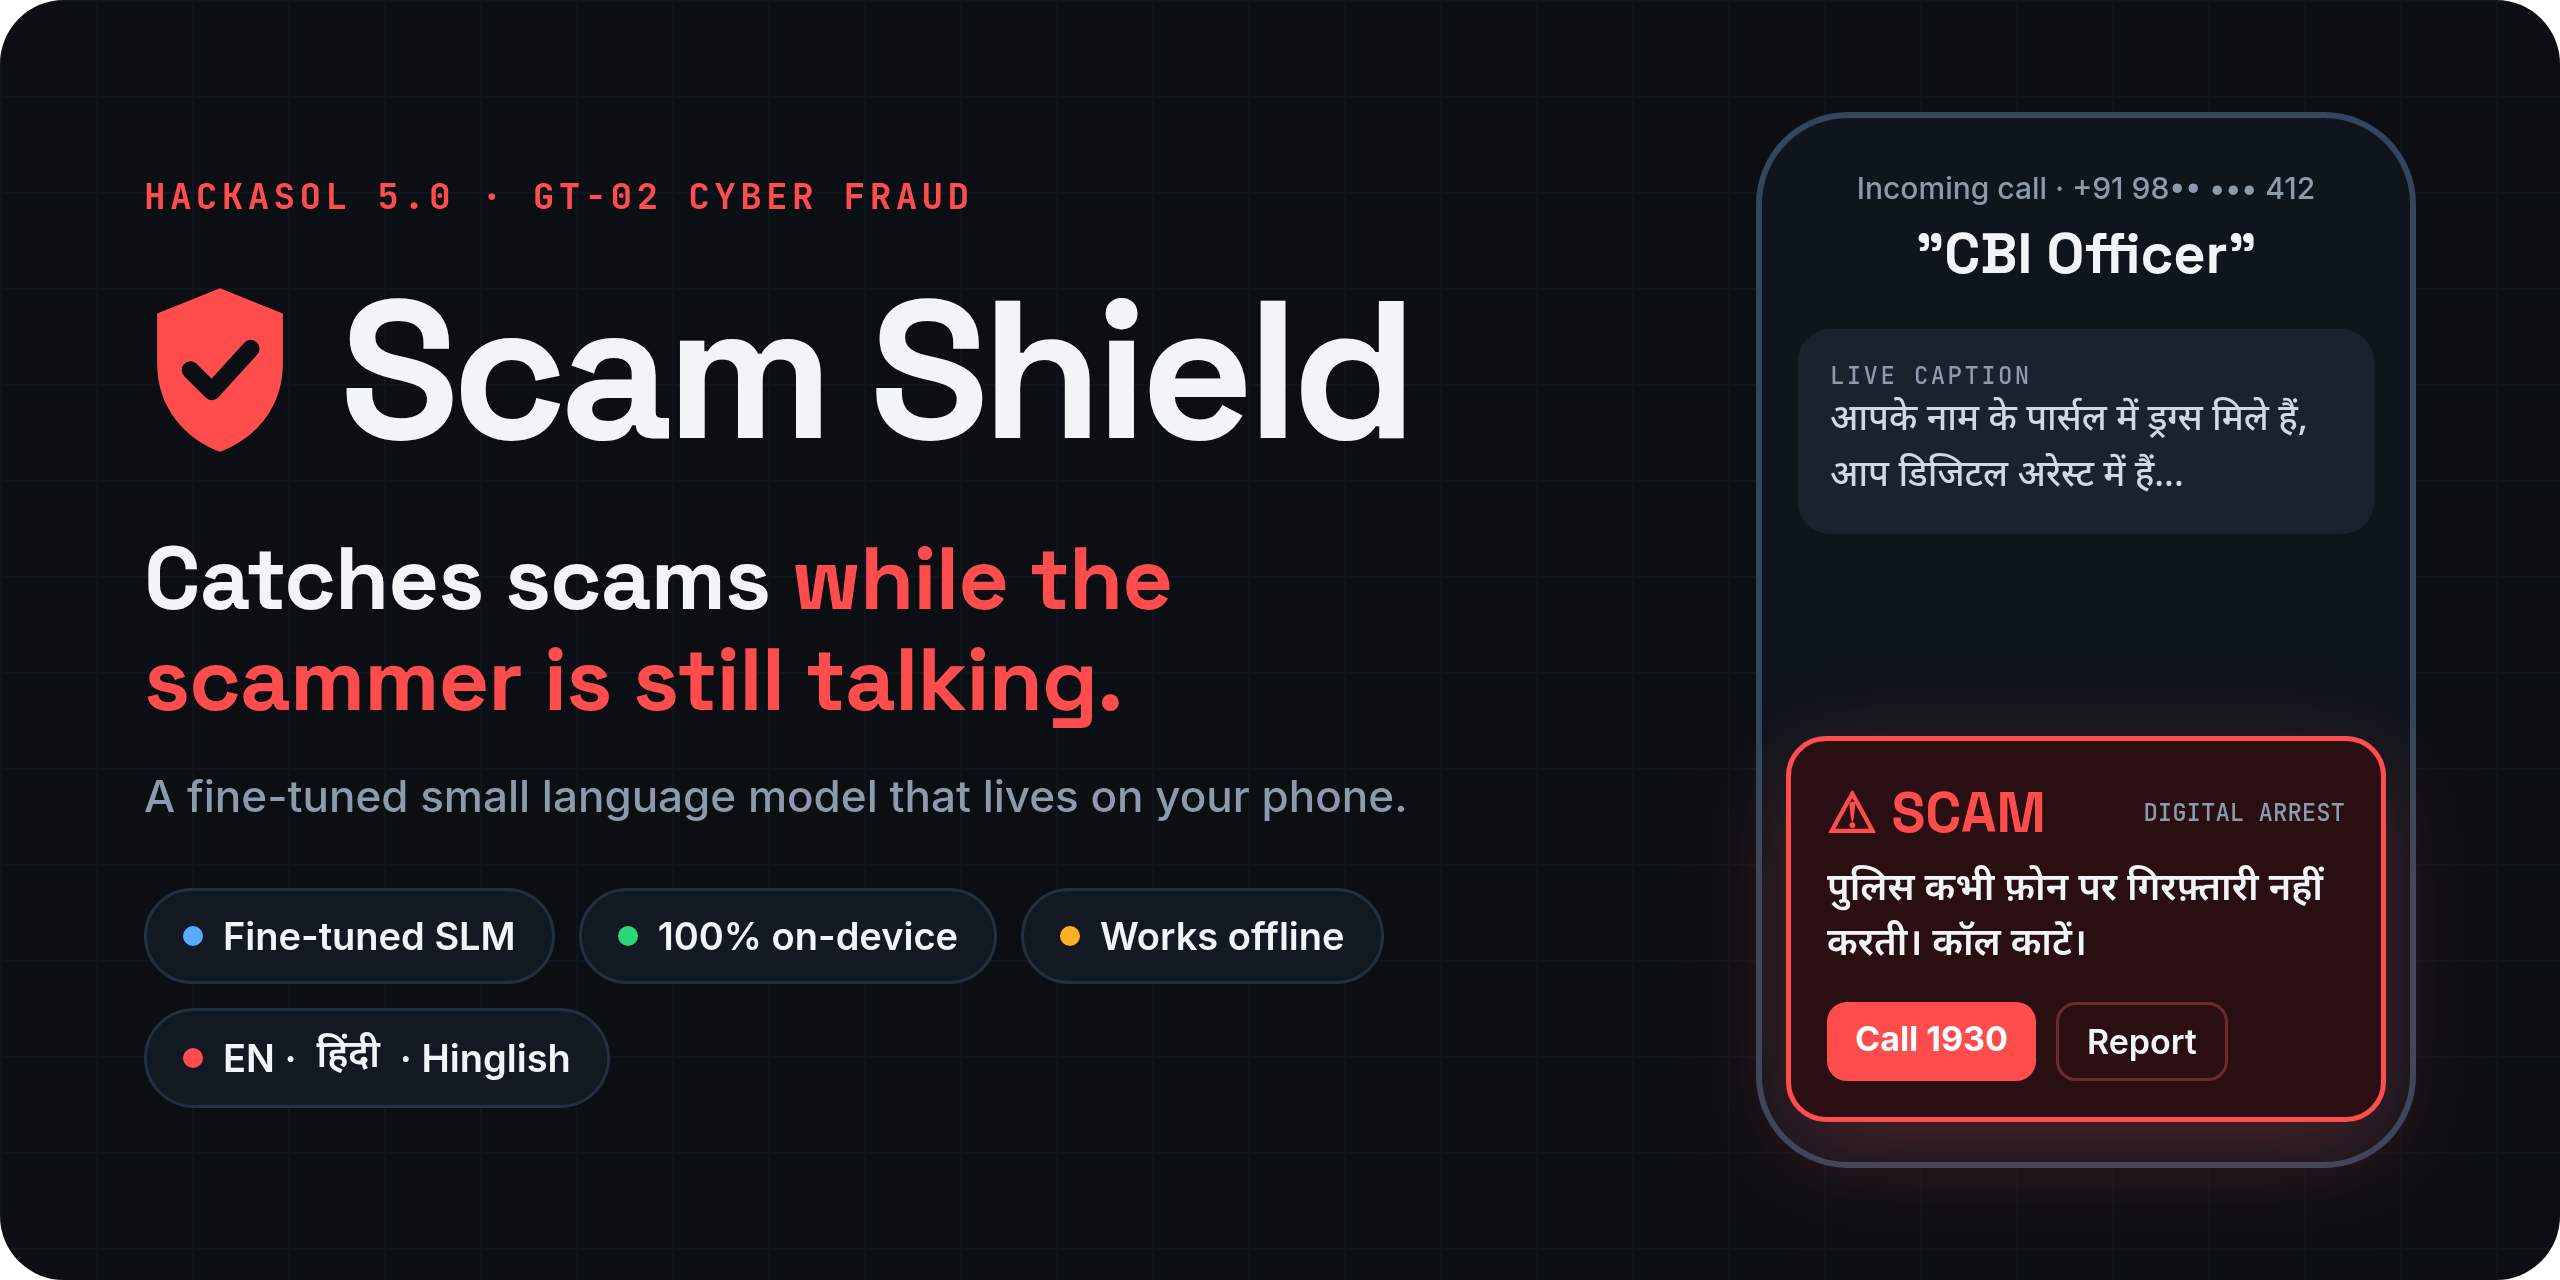 HACKASOL 5.0 · GT-02 CYBER FRAUD
Scam Shield
Catches scams while the
scammer is still talking.
A fine-tuned small language model that lives on your phone.
Fine-tuned SLM
100% on-device
Works offline
EN · हिंदी · Hinglish
Incoming call · +91 98•• ••• 412
”CBI Officer”
LIVE CAPTION
आपके नाम के पार्सल में ड्रग्स मिले हैं,
आप डिजिटल अरेस्ट में हैं...
⚠ SCAM
DIGITAL ARREST
पुलिस कभी फ़ोन पर गिरफ़्तारी नहीं
करती। कॉल काटें।
Call 1930
Report